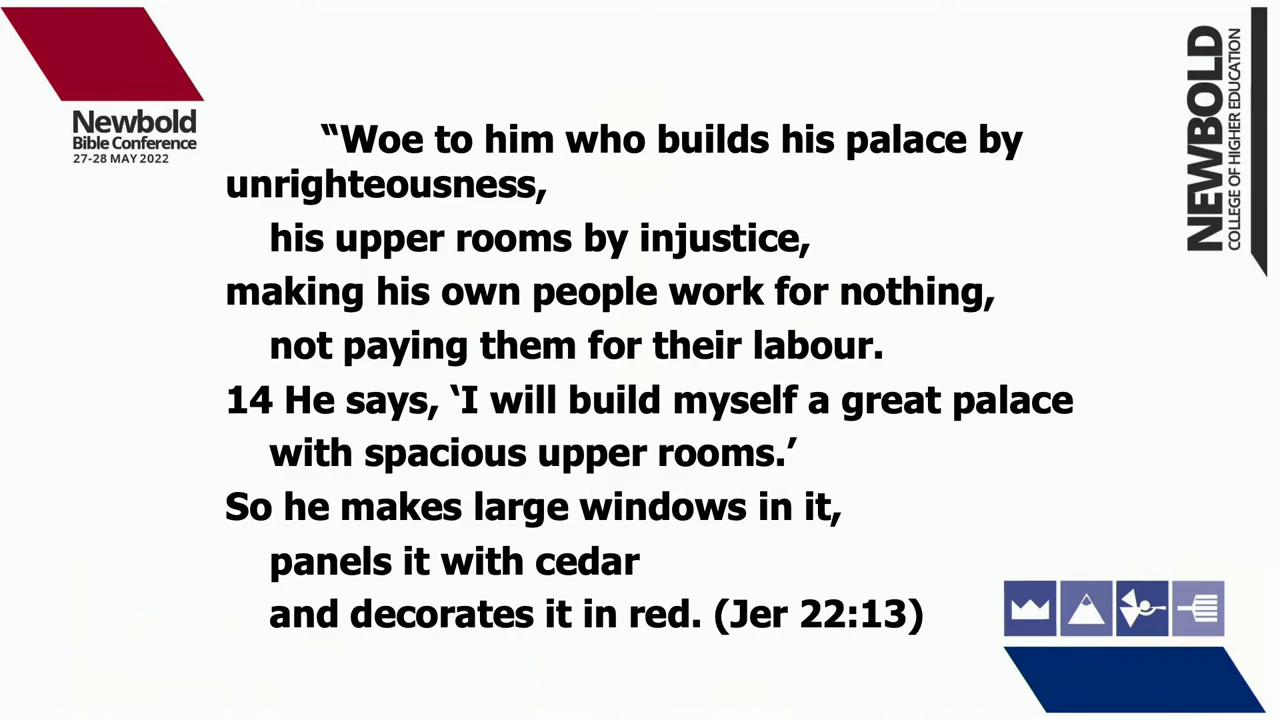 Newbold
Bible Conference
27-28 MAY 2022
NEWBOLD
COLLEGE OF HIGHER EDUCATION
“Woe to him who builds his palace by
unrighteousness,
his upper rooms by injustice,
making his own people work for nothing,
not paying them for their labour.
14 He says, ‘I will build myself a great palace
with spacious upper rooms.’
So he makes large windows in it,
panels it with cedar
and decorates it in red. (Jer 22:13)